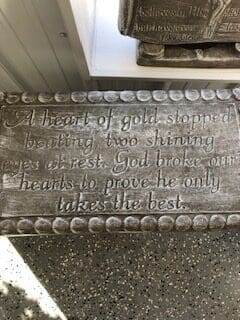 A heart of gold stopped
beating, two shining
eyes at rest. God broke our
hearts to prove he only
takes the best.